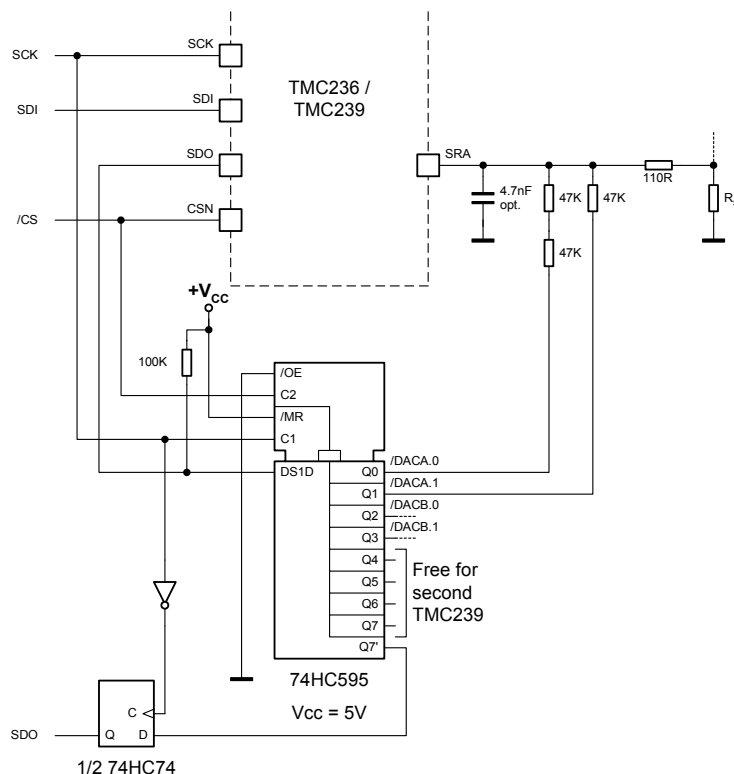 SCK
SCK
TMC236 /
TMC239
SDI
SDI
SDO
SRA
/CS
CSN
4.7nF
opt.
47K
47K
47K
110R
+VCC
100K
/OE
C2
/MR
C1
DS1D
Q0
Q1
Q2
Q3
Q4
Q5
Q6
Q7
Q7'
/DACA.0
/DACA.1
/DACB.0
/DACB.1
Free for
second
TMC239
74HC595
Vcc = 5V
C
Q
D
SDO
1/2 74HC74